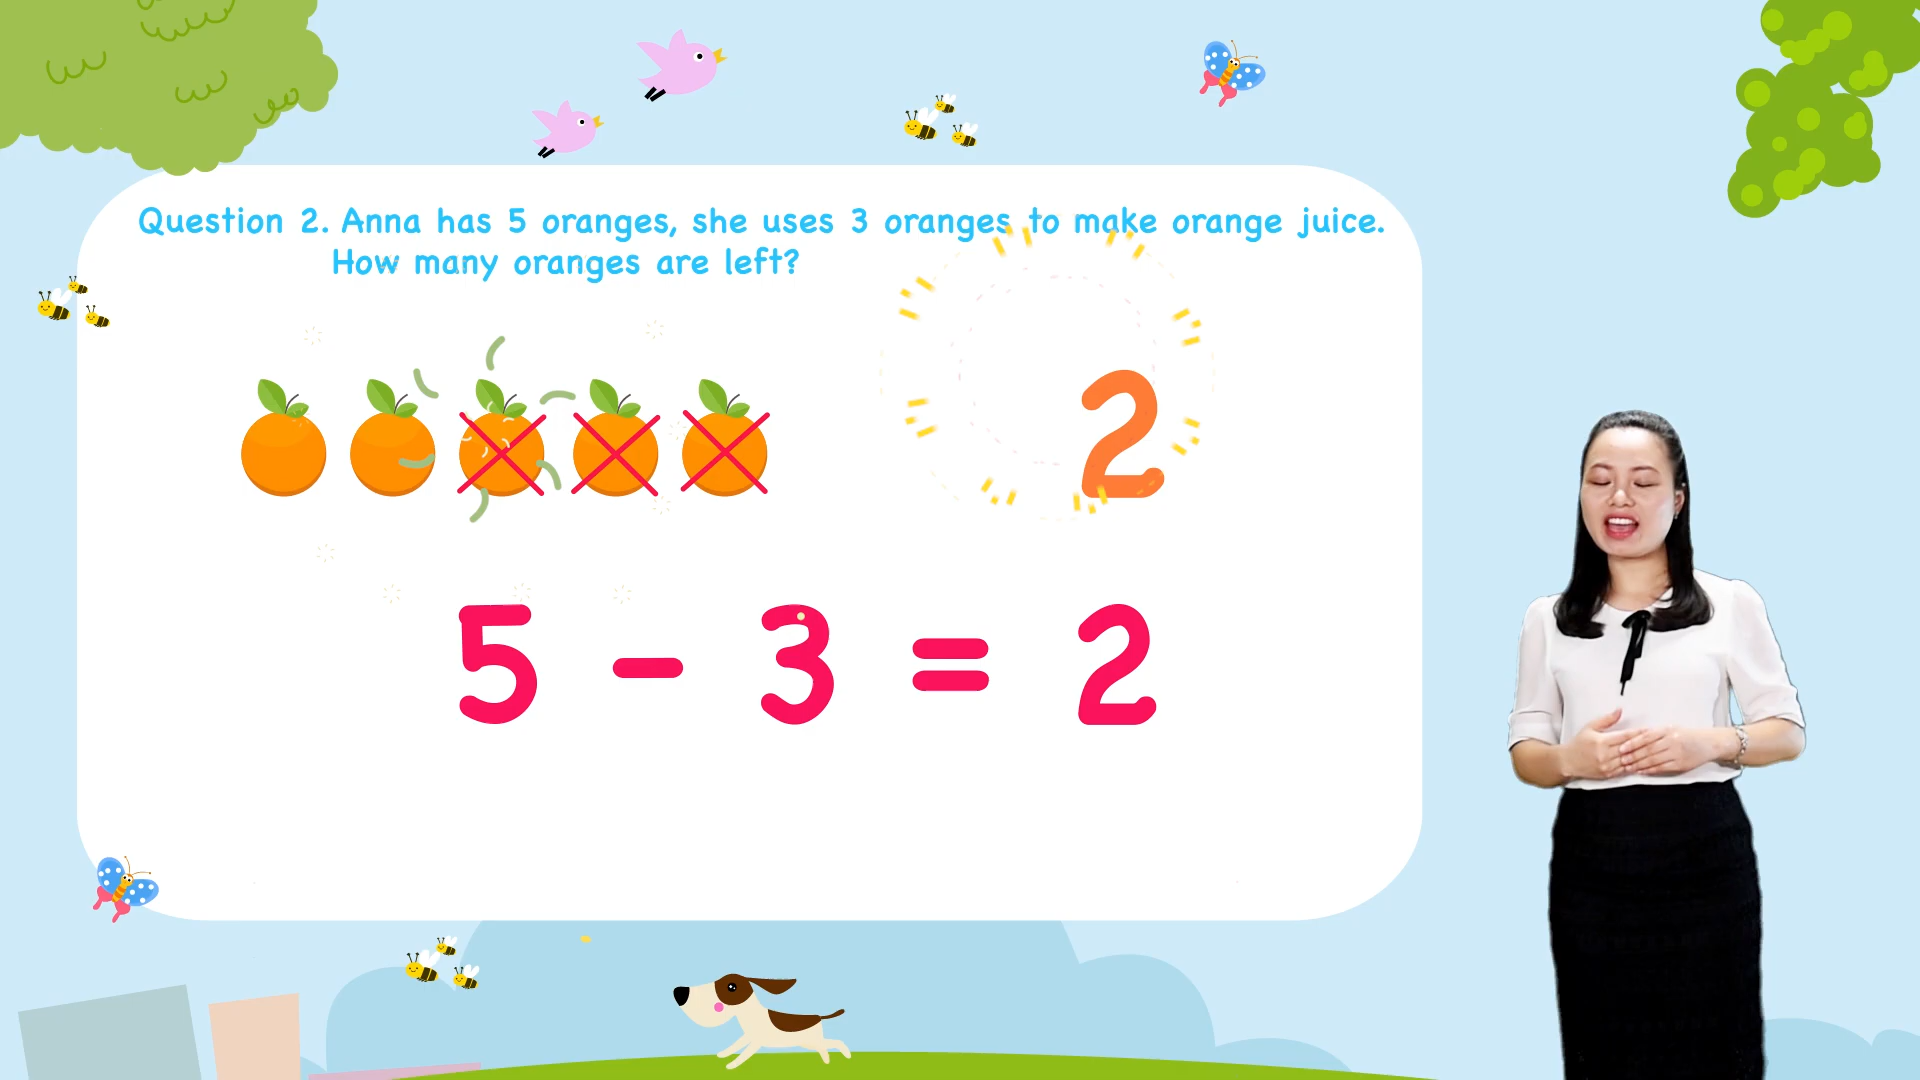 Question 2. Anna has 5 oranges, she uses 3 oranges to make orange juice.
How many oranges are left?
2
5 - 3 = 2